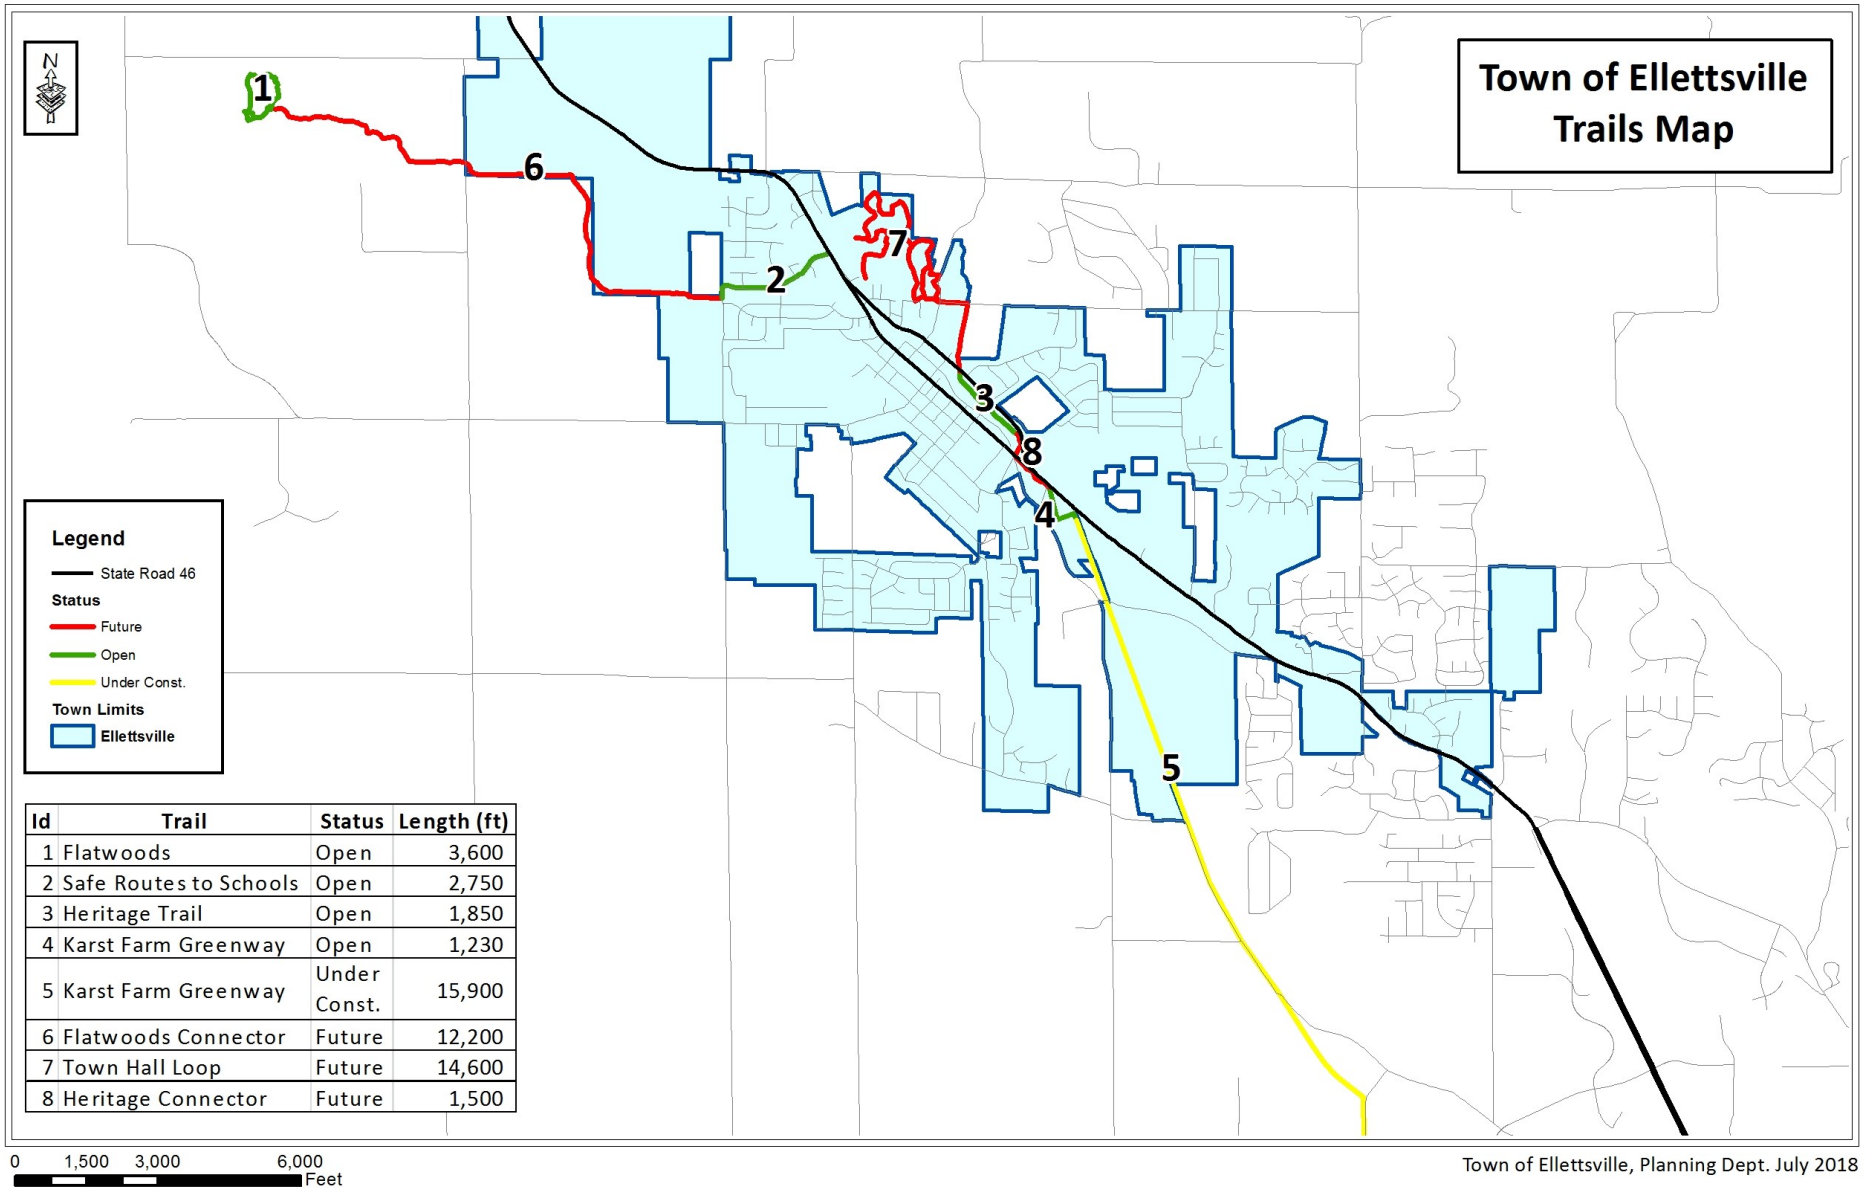 Town of Ellettsville
Trails Map
N
1
6
2
7
3
8
4
5
Legend
State Road 46
Status
Future
Open
Under Const.
Town Limits
Ellettsville
Id Trail Status Length (ft)
1 Flatwoods Open 3,600
2 Safe Routes to Schools Open 2,750
3 Heritage Trail Open 1,850
4 Karst Farm Greenway Open 1,230
5 Karst Farm Greenway Under Const. 15,900
6 Flatwoods Connector Future 12,200
7 Town Hall Loop Future 14,600
8 Heritage Connector Future 1,500
0 1,500 3,000 6,000
Feet
Town of Ellettsville, Planning Dept. July 2018